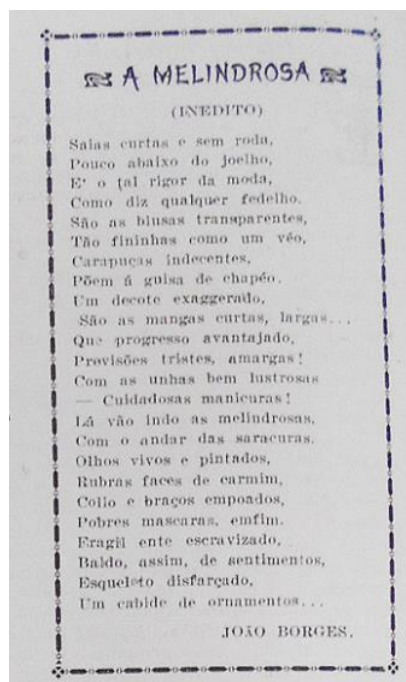 A MELINDROSA
(INEDITO)
Saias curtas e sem roda,
Pouco abaixo do joelho,
E' o tal rigor da moda,
Como diz qualquer fedelho.
São as blusas transparentes,
Tão fininhas como um véo,
Carapuças indecentes,
Põem á guisa de chapéo.
Um decote exaggerado,
São as mangas curtas, largas...
Que progresso avantajado,
Provisões tristes, amargas!
Com as unhas bem lustrosas
— Cuidadosas manicuras!
Lá vão indo as melindrosas,
Com o andar das saracuras.
Olhos vivos e pintados,
Rubras faces de carmim,
Collo e braços empoados,
Pobres mascaras, emfim.
Fragil ente escravizado,
Baldo, assim, de sentimentos,
Esqueleto disfarçado,
Um cabide de ornamentos...
JOÃO BORGES.